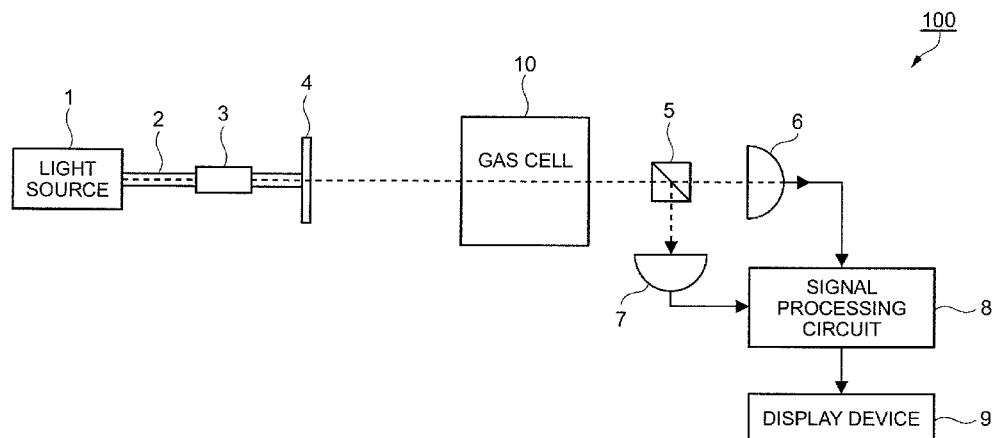 100
10
4
1
2
3
5
6
LIGHT
SOURCE
GAS CELL
7
SIGNAL
PROCESSING
CIRCUIT
8
DISPLAY DEVICE
9